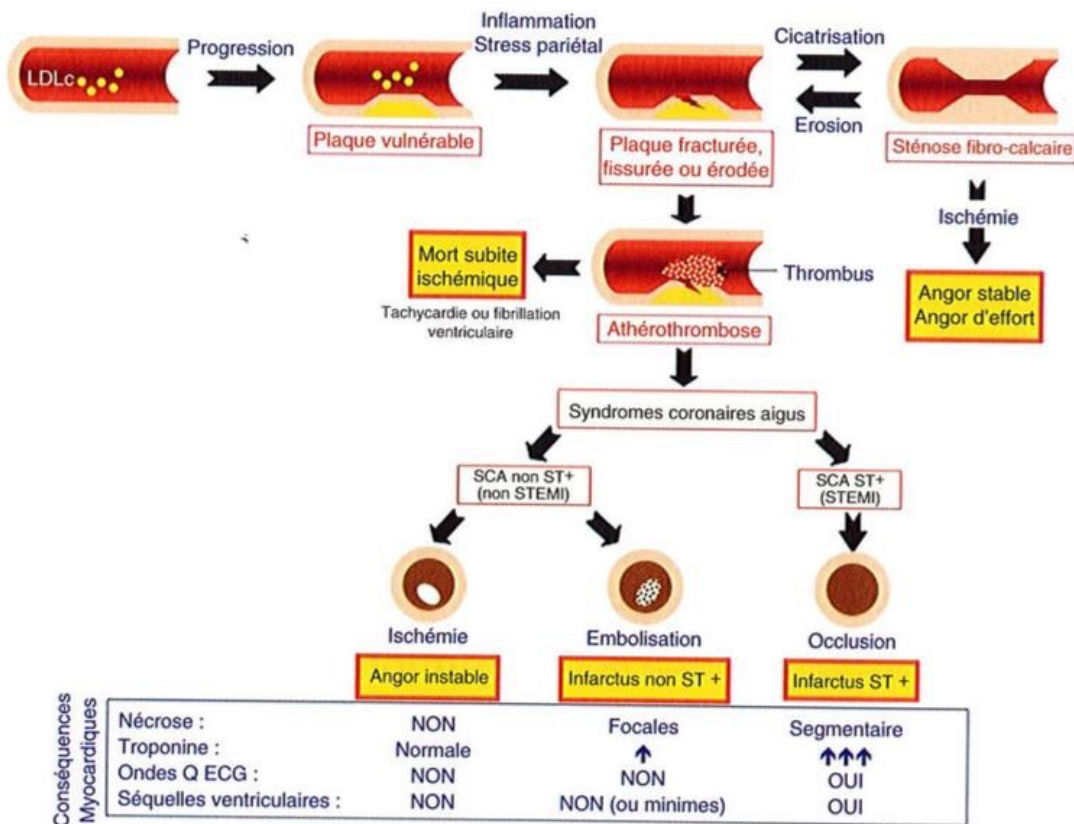 LDLc
Progression
Plaque vulnérable
Inflammation
Stress pariétal
Plaque fracturée,
fissurée ou érodée
Cicatrisation
Erosion
Sténose fibro-calcaire
Ischémie
Angor stable
Angor d'effort
Mort subite
ischémique
Tachycardie ou fibrillation
ventriculaire
Thrombus
Athérothrombose
Syndromes coronaires aigus
SCA non ST+
(non STEMI)
SCA ST+
(STEMI)
Ischémie
Embolisation
Occlusion
Angor instable
Infarctus non ST +
Infarctus ST +
Conséquences
Myocardiques
Nécrose : NON Focales Segmentaire
Troponine : Normale ↑ ↑↑↑
Ondes Q ECG : NON NON OUI
Séquelles ventriculaires : NON NON (ou minimes) OUI